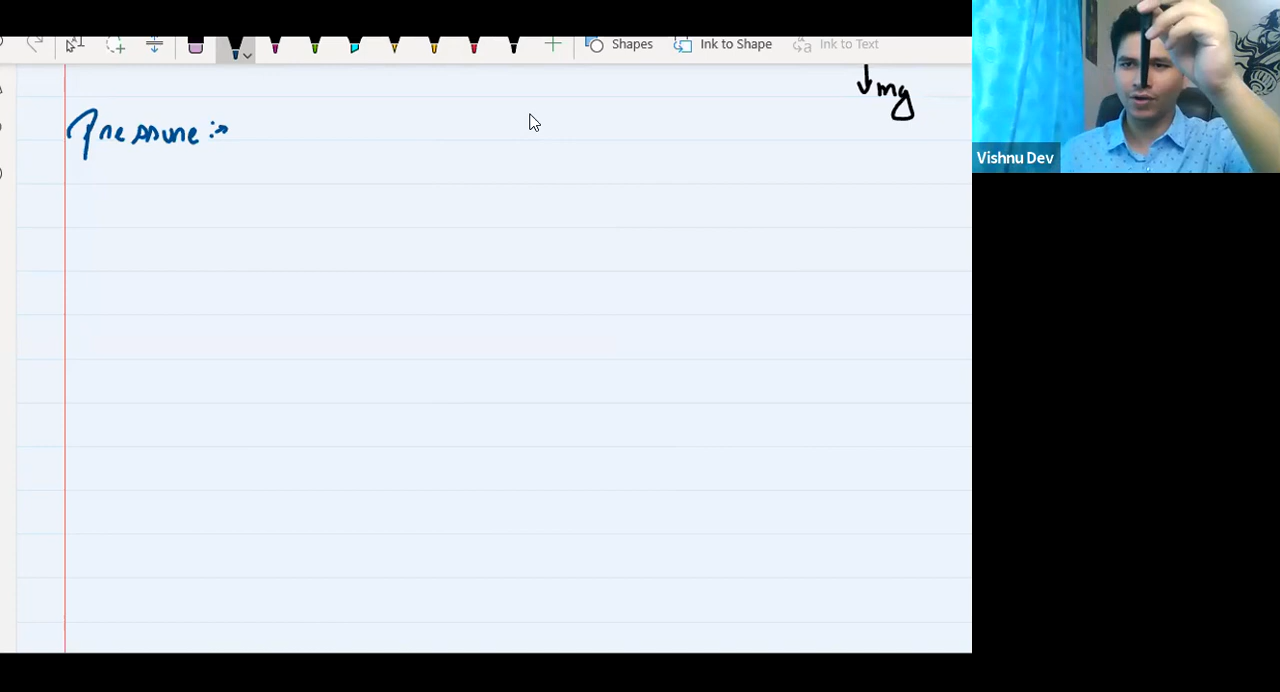 Shapes
Ink to Shape
Ink to Text
mg
Pressure :→
Vishnu Dev